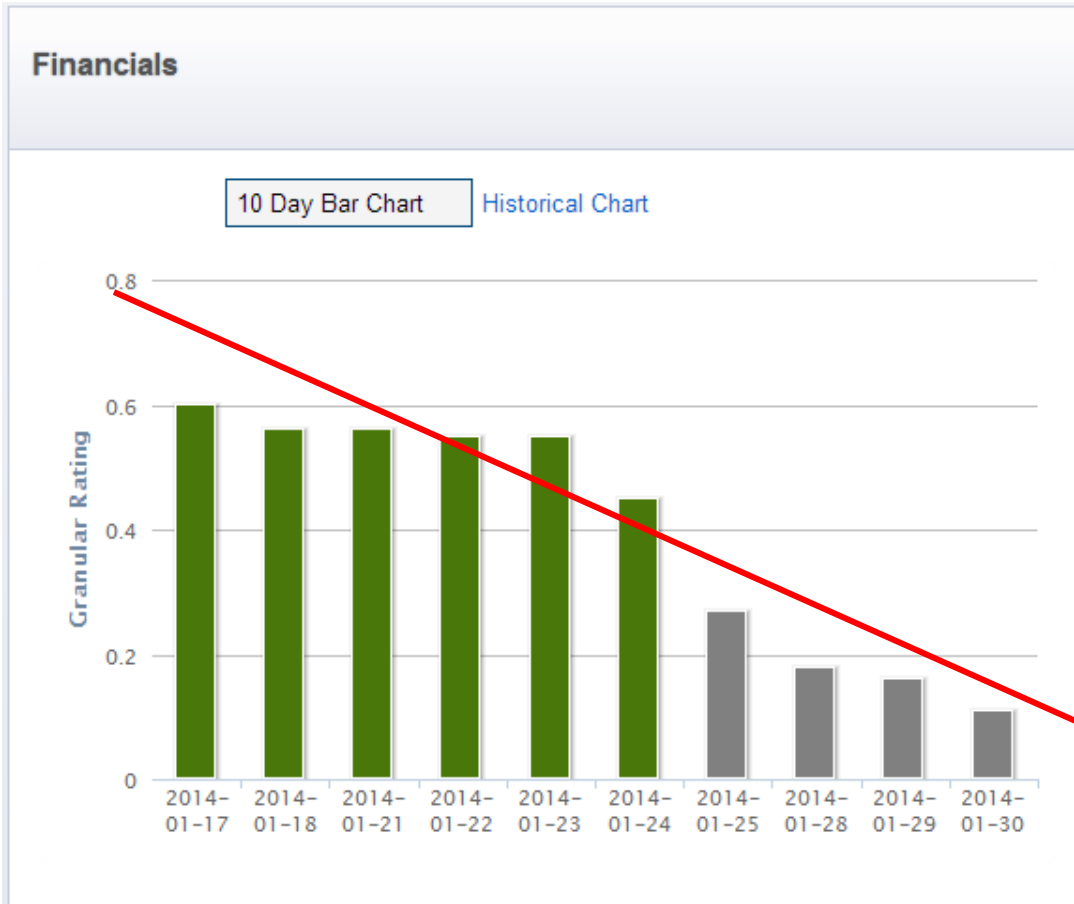 Financials
10 Day Bar Chart Historical Chart
0.8
0.6
0.4
0.2
0
Granular Rating
2014- 2014- 2014- 2014- 2014- 2014- 2014- 2014- 2014- 2014-
01-17 01-18 01-21 01-22 01-23 01-24 01-25 01-28 01-29 01-30